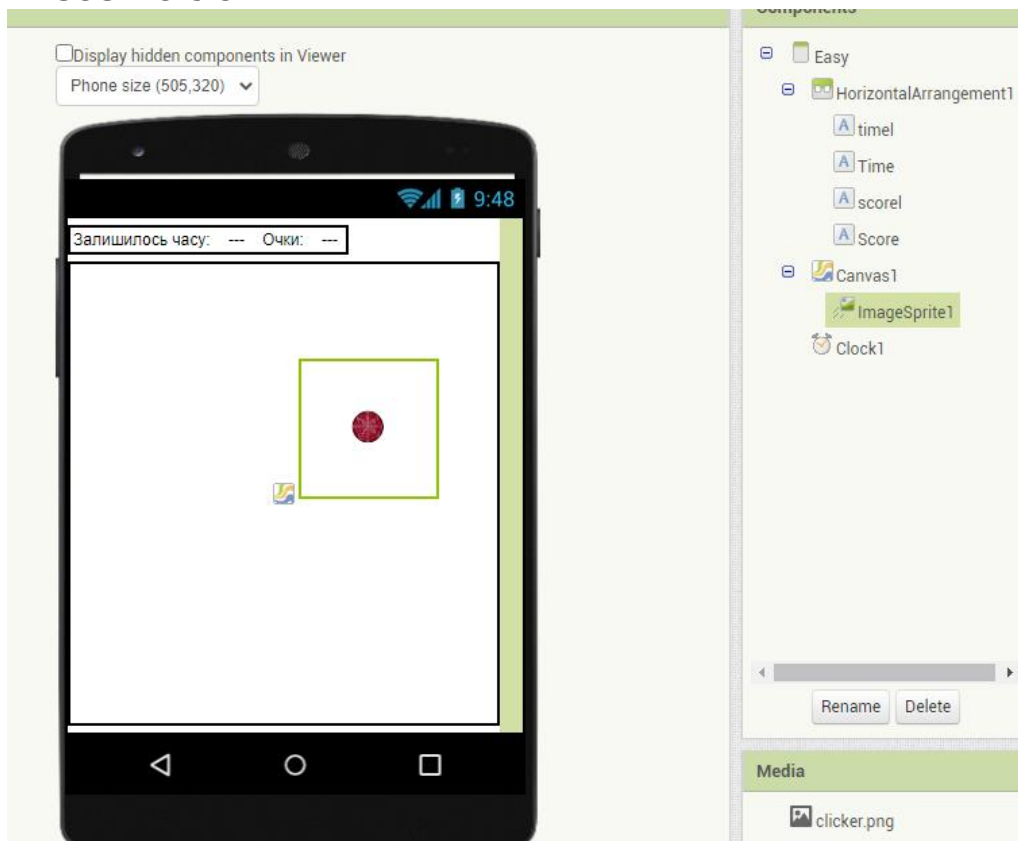 Components
Display hidden components in Viewer
Phone size (505,320)
9:48
Залишилось часу: --- Очки: ---
Easy
HorizontalArrangement1
A timel
A Time
A scorel
A Score
Canvas1
ImageSprite1
Clock1
Rename Delete
Media
clicker.png